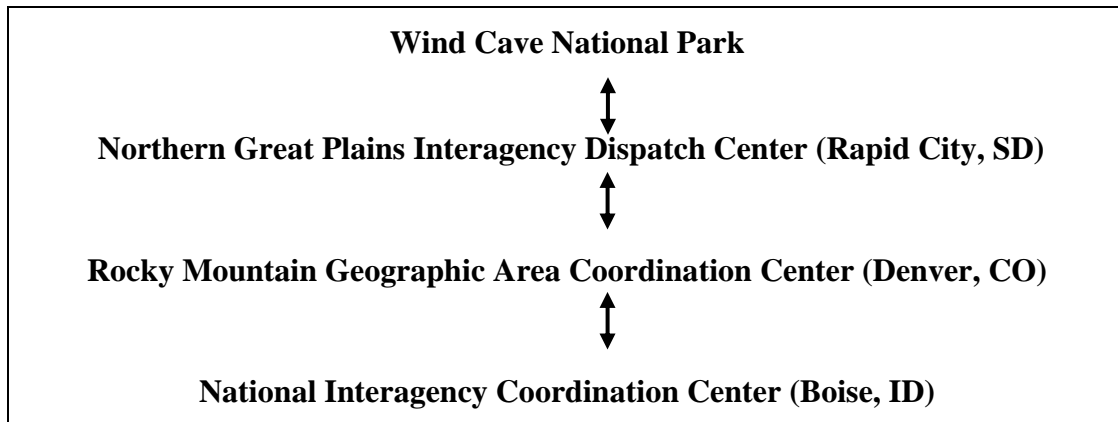 Wind Cave National Park
Northern Great Plains Interagency Dispatch Center (Rapid City, SD)
Rocky Mountain Geographic Area Coordination Center (Denver, CO)
National Interagency Coordination Center (Boise, ID)